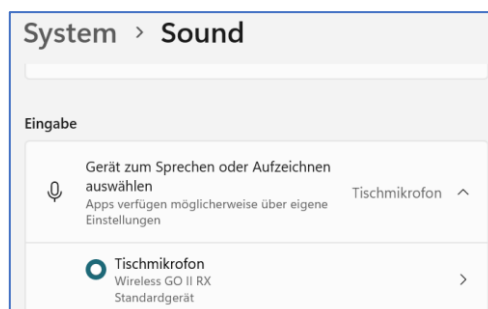 System > Sound
Eingabe
Gerät zum Sprechen oder Aufzeichnen
auswählen
Tischmikrofon
Apps verfügen möglicherweise über eigene
Einstellungen
Tischmikrofon
Wireless GO II RX
Standardgerät